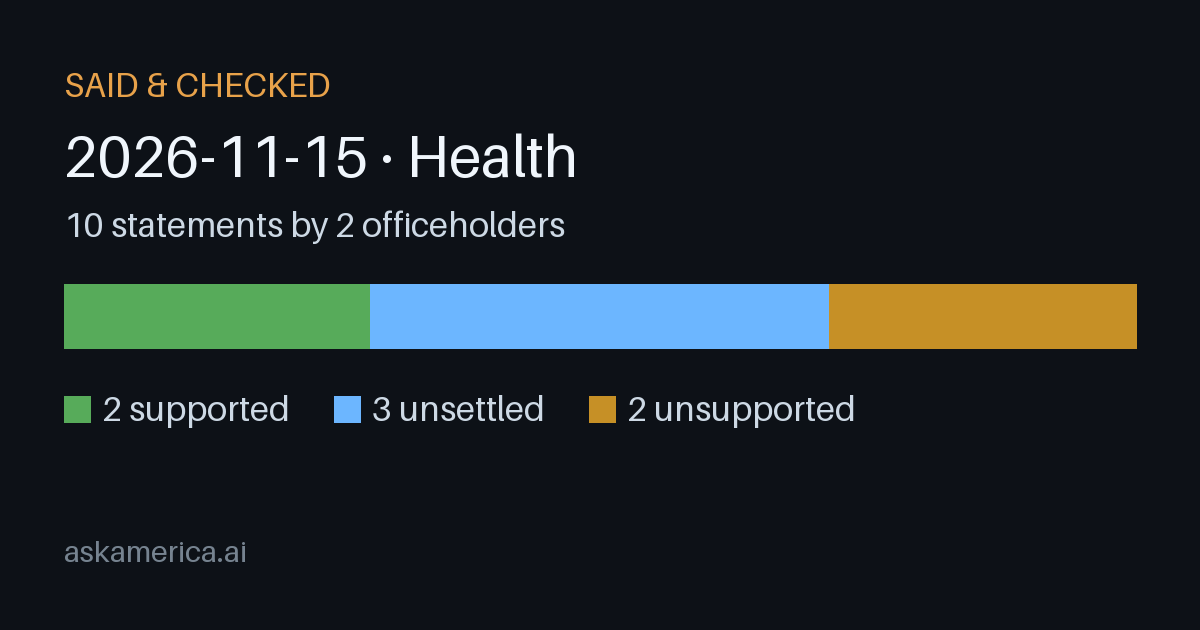 SAID & CHECKED
2026-11-15 · Health
10 statements by 2 officeholders
2 supported 3 unsettled 2 unsupported
askamerica.ai